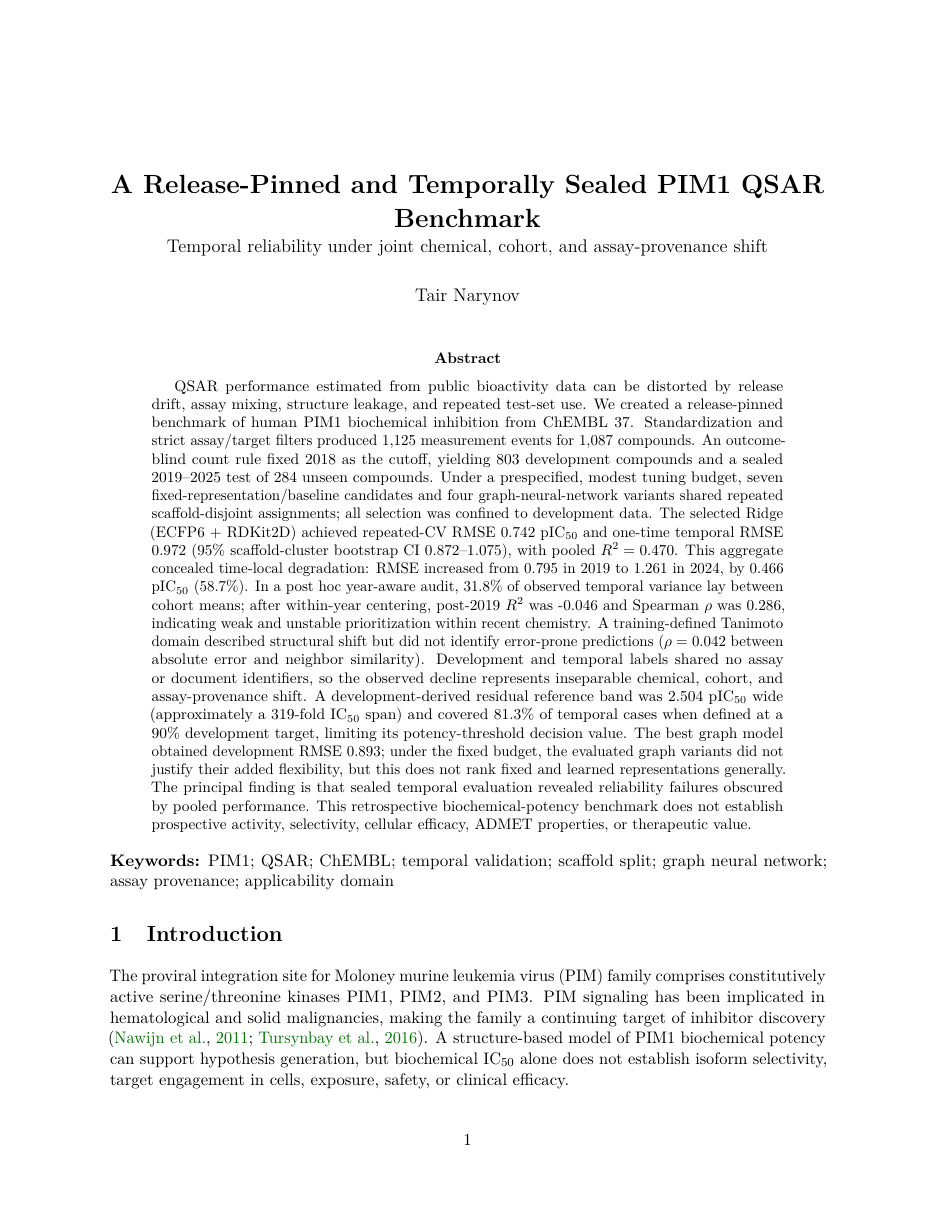 A Release-Pinned and Temporally Sealed PIM1 QSAR
Benchmark
Temporal reliability under joint chemical, cohort, and assay-provenance shift
Tair Narynov
Abstract
QSAR performance estimated from public bioactivity data can be distorted by release
drift, assay mixing, structure leakage, and repeated test-set use. We created a release-pinned
benchmark of human PIM1 biochemical inhibition from ChEMBL 37. Standardization and
strict assay/target filters produced 1,125 measurement events for 1,087 compounds. An outcome-
blind count rule fixed 2018 as the cutoff, yielding 803 development compounds and a sealed
2019–2025 test of 284 unseen compounds. Under a prespecified, modest tuning budget, seven
fixed-representation/baseline candidates and four graph-neural-network variants shared repeated
scaffold-disjoint assignments; all selection was confined to development data. The selected Ridge
(ECFP6 + RDKit2D) achieved repeated-CV RMSE 0.742 pIC₅₀ and one-time temporal RMSE
0.972 (95% scaffold-cluster bootstrap CI 0.872–1.075), with pooled R² = 0.470. This aggregate
concealed time-local degradation: RMSE increased from 0.795 in 2019 to 1.261 in 2024, by 0.466
pIC₅₀ (58.7%). In a post hoc year-aware audit, 31.8% of observed temporal variance lay between
cohort means; after within-year centering, post-2019 R² was -0.046 and Spearman ρ was 0.286,
indicating weak and unstable prioritization within recent chemistry. A training-defined Tanimoto
domain described structural shift but did not identify error-prone predictions (ρ = 0.042 between
absolute error and neighbor similarity). Development and temporal labels shared no assay
or document identifiers, so the observed decline represents inseparable chemical, cohort, and
assay-provenance shift. A development-derived residual reference band was 2.504 pIC₅₀ wide
(approximately a 319-fold IC₅₀ span) and covered 81.3% of temporal cases when defined at a
90% development target, limiting its potency-threshold decision value. The best graph model
obtained development RMSE 0.893; under the fixed budget, the evaluated graph variants did not
justify their added flexibility, but this does not rank fixed and learned representations generally.
The principal finding is that sealed temporal evaluation revealed reliability failures obscured
by pooled performance. This retrospective biochemical-potency benchmark does not establish
prospective activity, selectivity, cellular efficacy, ADMET properties, or therapeutic value.
Keywords: PIM1; QSAR; ChEMBL; temporal validation; scaffold split; graph neural network;
assay provenance; applicability domain
1 Introduction
The proviral integration site for Moloney murine leukemia virus (PIM) family comprises constitutively
active serine/threonine kinases PIM1, PIM2, and PIM3. PIM signaling has been implicated in
hematological and solid malignancies, making the family a continuing target of inhibitor discovery
(Nawijn et al., 2011; Tursynbay et al., 2016). A structure-based model of PIM1 biochemical potency
can support hypothesis generation, but biochemical IC₅₀ alone does not establish isoform selectivity,
target engagement in cells, exposure, safety, or clinical efficacy.
1